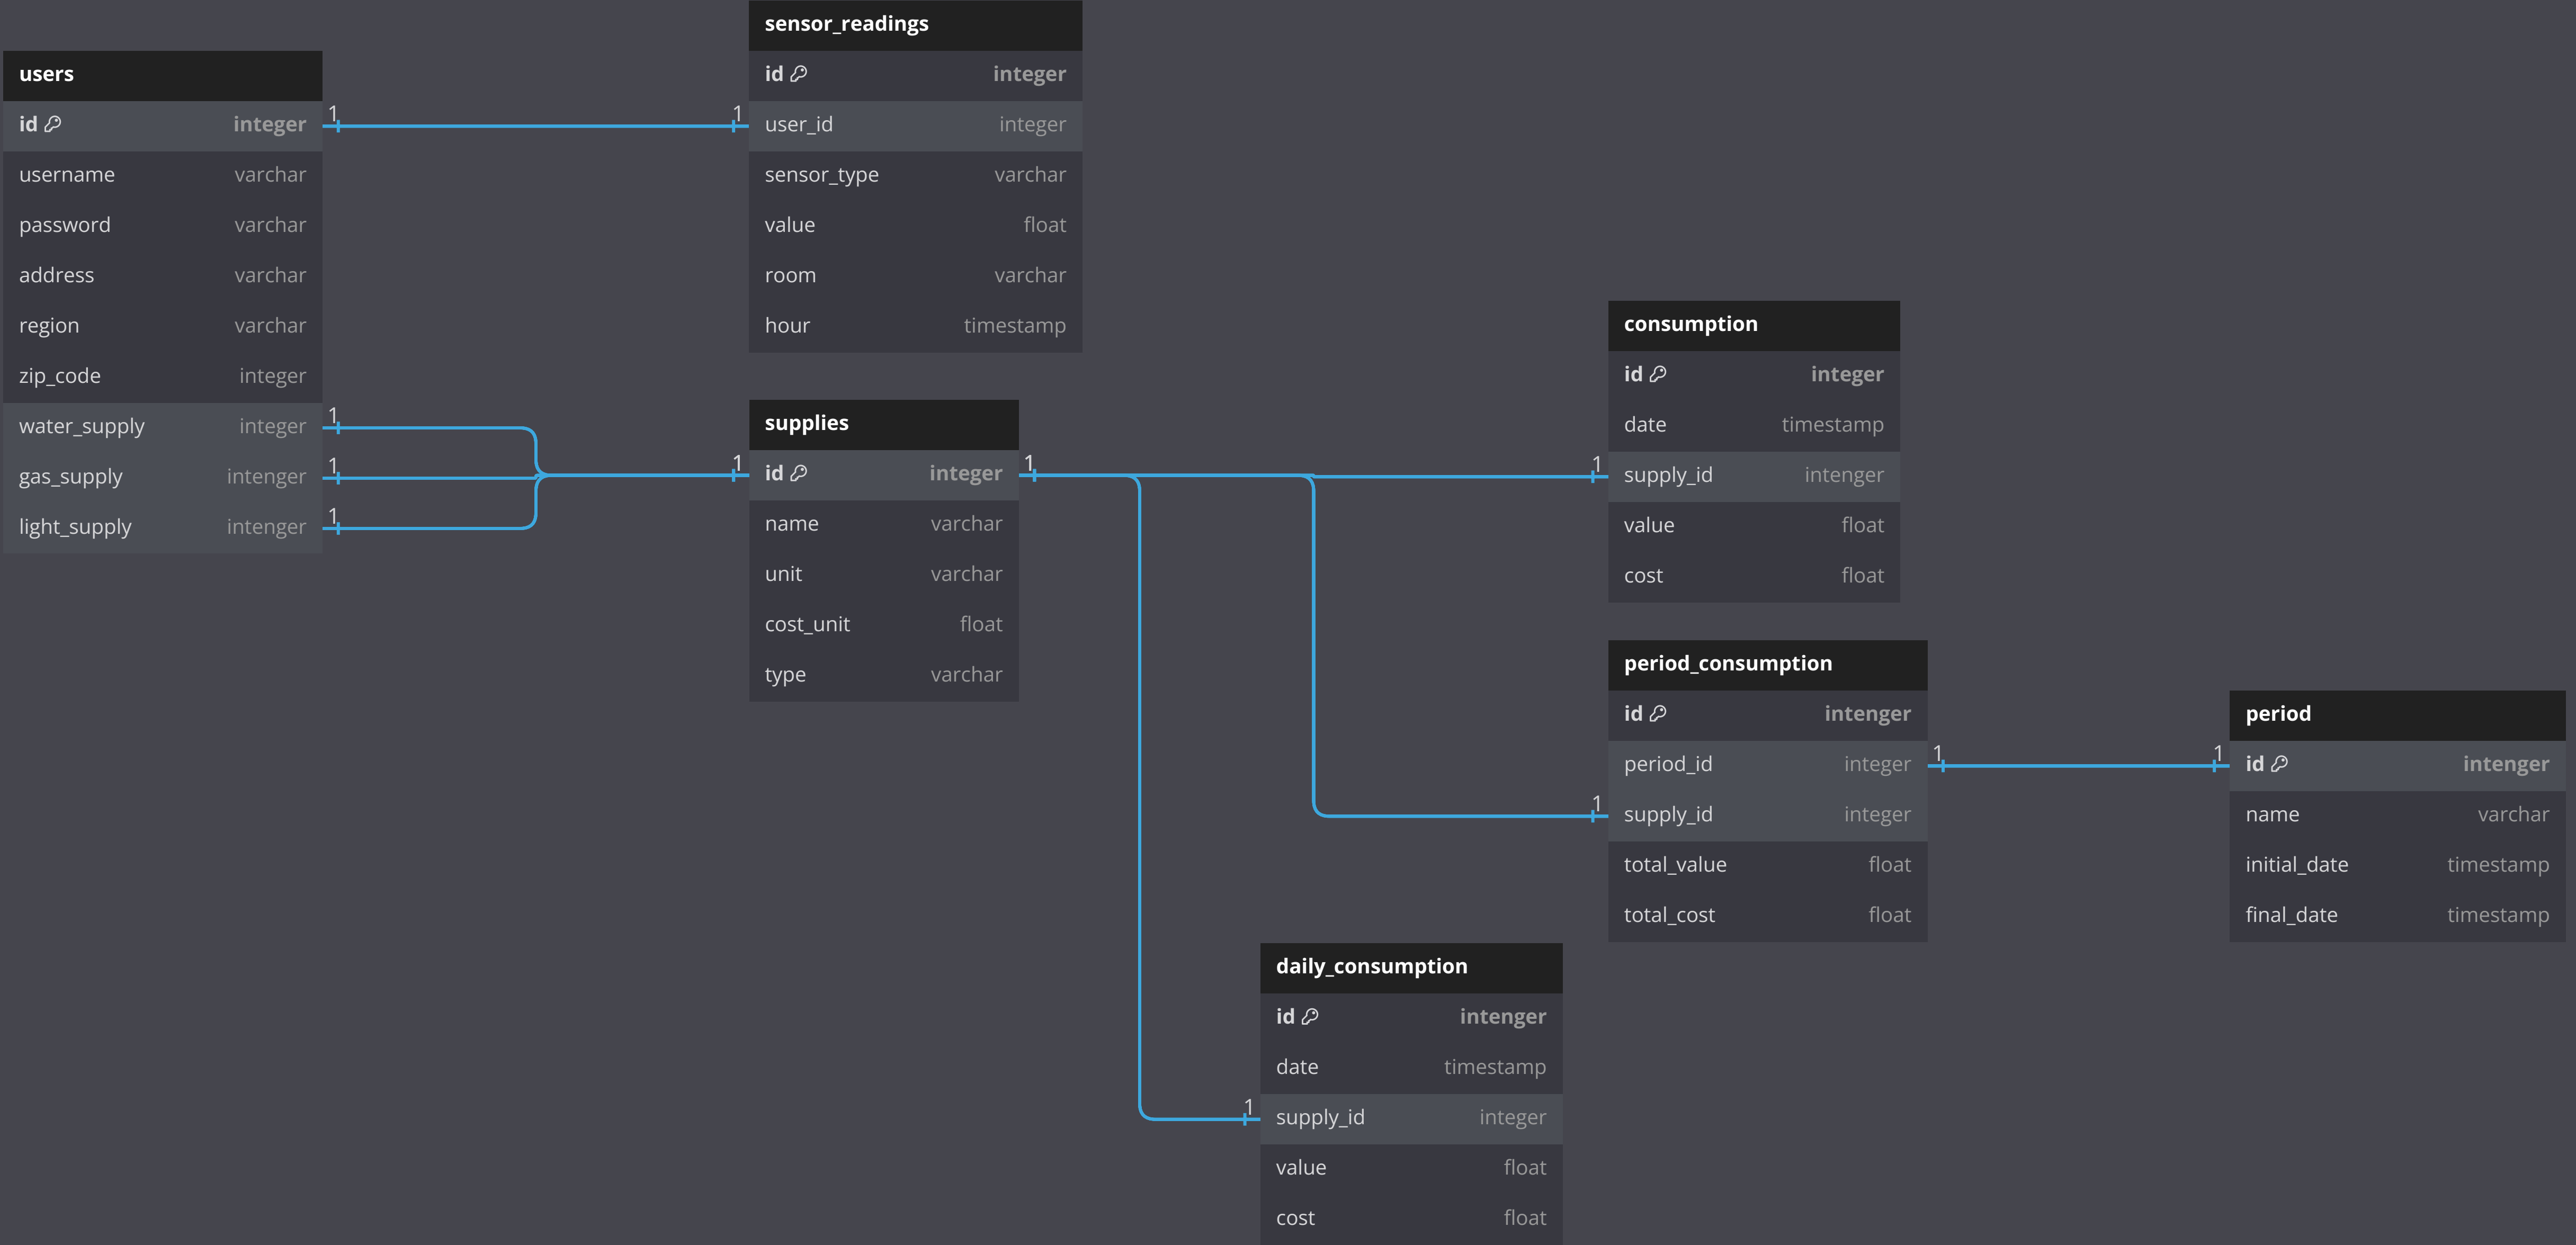 users
id integer
username varchar
password varchar
address varchar
region varchar
zip_code integer
water_supply integer
gas_supply intenger
light_supply intenger
1
1
1
1
sensor_readings
id integer
user_id integer
sensor_type varchar
value float
room varchar
hour timestamp
1
supplies
id integer
name varchar
unit varchar
cost_unit float
type varchar
1
1
consumption
id integer
date timestamp
supply_id intenger
value float
cost float
1
period_consumption
id intenger
period_id integer
supply_id integer
total_value float
total_cost float
1
1
period
id intenger
name varchar
initial_date timestamp
final_date timestamp
1
daily_consumption
id intenger
date timestamp
supply_id integer
value float
cost float
1